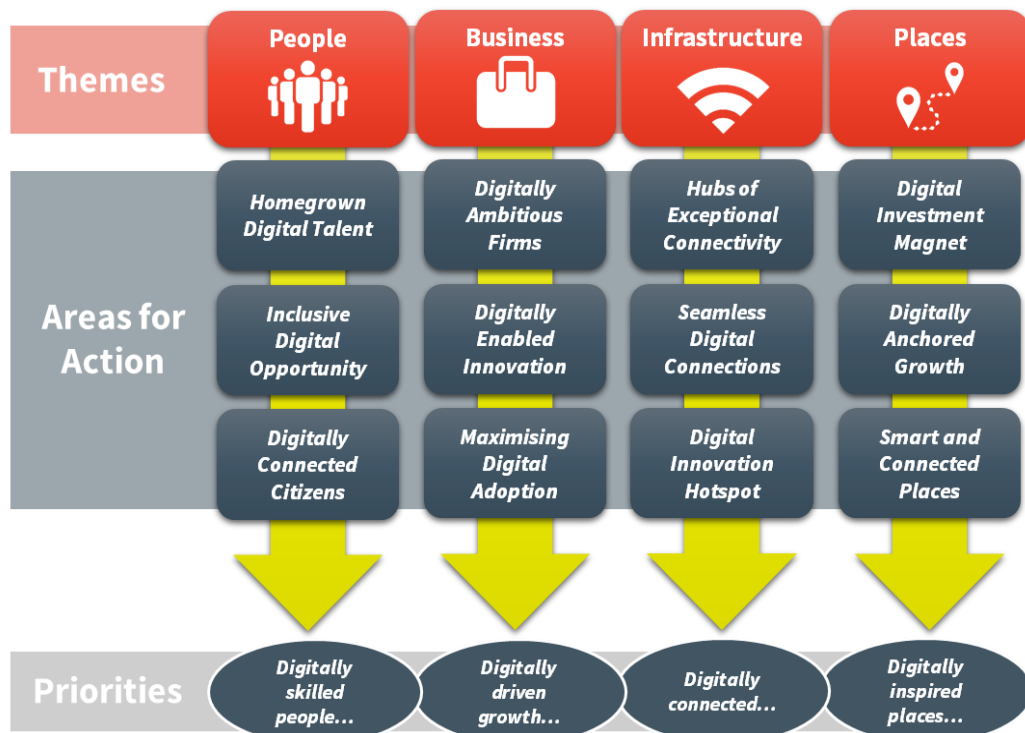 Themes
People
Business
Infrastructure
Places
Areas for
Action
Homegrown
Digital Talent
Digitally
Ambitious
Firms
Hubs of
Exceptional
Connectivity
Digital
Investment
Magnet
Inclusive
Digital
Opportunity
Digitally
Enabled
Innovation
Seamless
Digital
Connections
Digitally
Anchored
Growth
Digitally
Connected
Citizens
Maximising
Digital
Adoption
Digital
Innovation
Hotspot
Smart and
Connected
Places
Priorities
Digitally
skilled
people...
Digitally
driven
growth...
Digitally
connected...
Digitally
inspired
places...